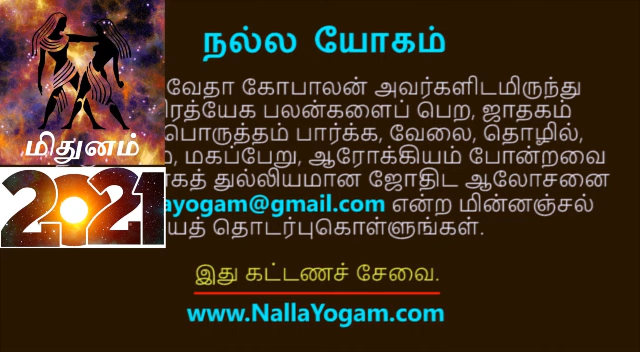 நல்ல யோகம்
வேதா கோபாலன் அவர்களிடமிருந்து
பலன்களைப் பெற, ஜாதகம்
பொருத்தம் பார்க்க, வேலை, தொழில்,
மகப்பேறு, ஆரோக்கியம் போன்றவை
துல்லியமான ஜோதிட ஆலோசனை
ayogam@gmail.com என்ற மின்னஞ்சல்
தொடர்புகொள்ளுங்கள்.
இது கட்டணச் சேவை.
www.NallaYogam.com
மிதுனம்
2021